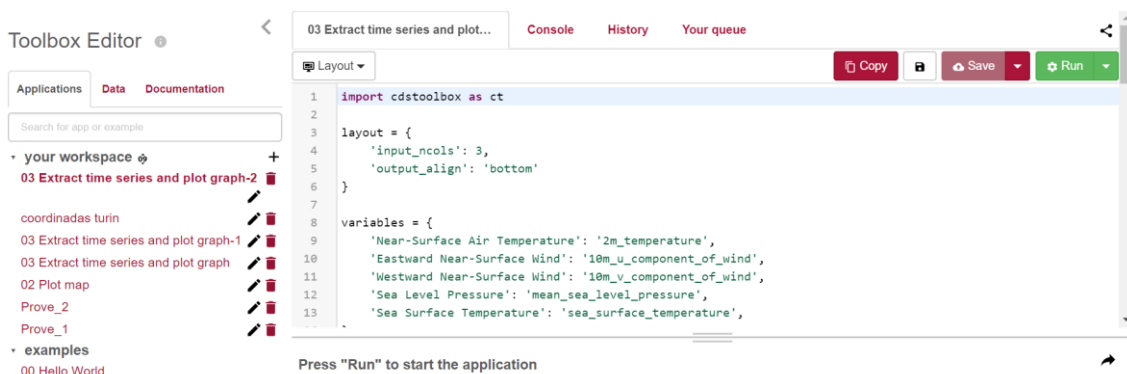 Toolbox Editor
Applications Data Documentation
Search for app or example
your workspace
03 Extract time series and plot graph-2
coordinadas turin
03 Extract time series and plot graph-1
03 Extract time series and plot graph
02 Plot map
Prove_2
Prove_1
examples
00 Hello World
03 Extract time series and plot... Console History Your queue
Layout Copy Save Run
1 import cdstoolbox as ct
2
3 layout = {
4 'input_ncols': 3,
5 'output_align': 'bottom'
6 }
7
8 variables = {
9 'Near-Surface Air Temperature': '2m_temperature',
10 'Eastward Near-Surface Wind': '10m_u_component_of_wind',
11 'Westward Near-Surface Wind': '10m_v_component_of_wind',
12 'Sea Level Pressure': 'mean_sea_level_pressure',
13 'Sea Surface Temperature': 'sea_surface_temperature',
Press "Run" to start the application